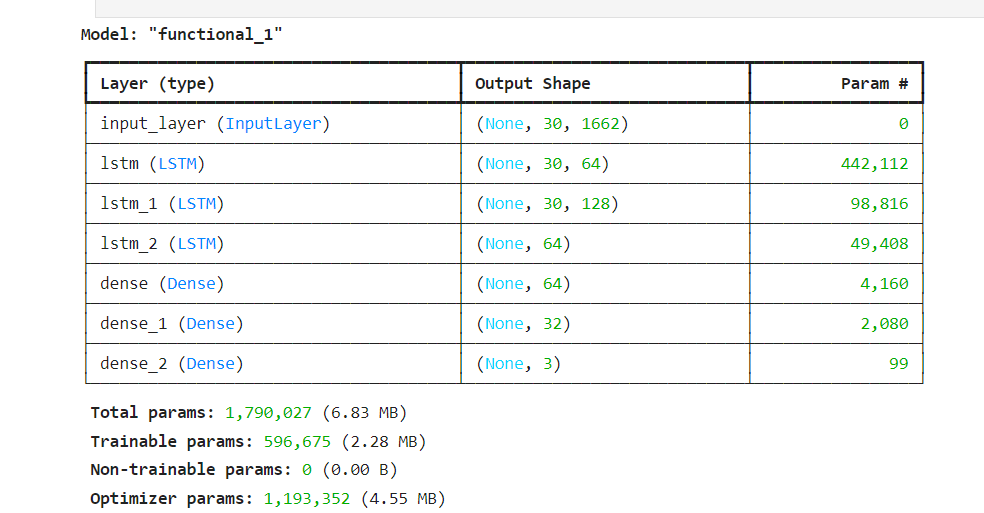 Model: "functional_1"
Layer (type) Output Shape Param #
input_layer (InputLayer) (None, 30, 1662) 0
lstm (LSTM) (None, 30, 64) 442,112
lstm_1 (LSTM) (None, 30, 128) 98,816
lstm_2 (LSTM) (None, 64) 49,408
dense (Dense) (None, 64) 4,160
dense_1 (Dense) (None, 32) 2,080
dense_2 (Dense) (None, 3) 99
Total params: 1,790,027 (6.83 MB)
Trainable params: 596,675 (2.28 MB)
Non-trainable params: 0 (0.00 B)
Optimizer params: 1,193,352 (4.55 MB)